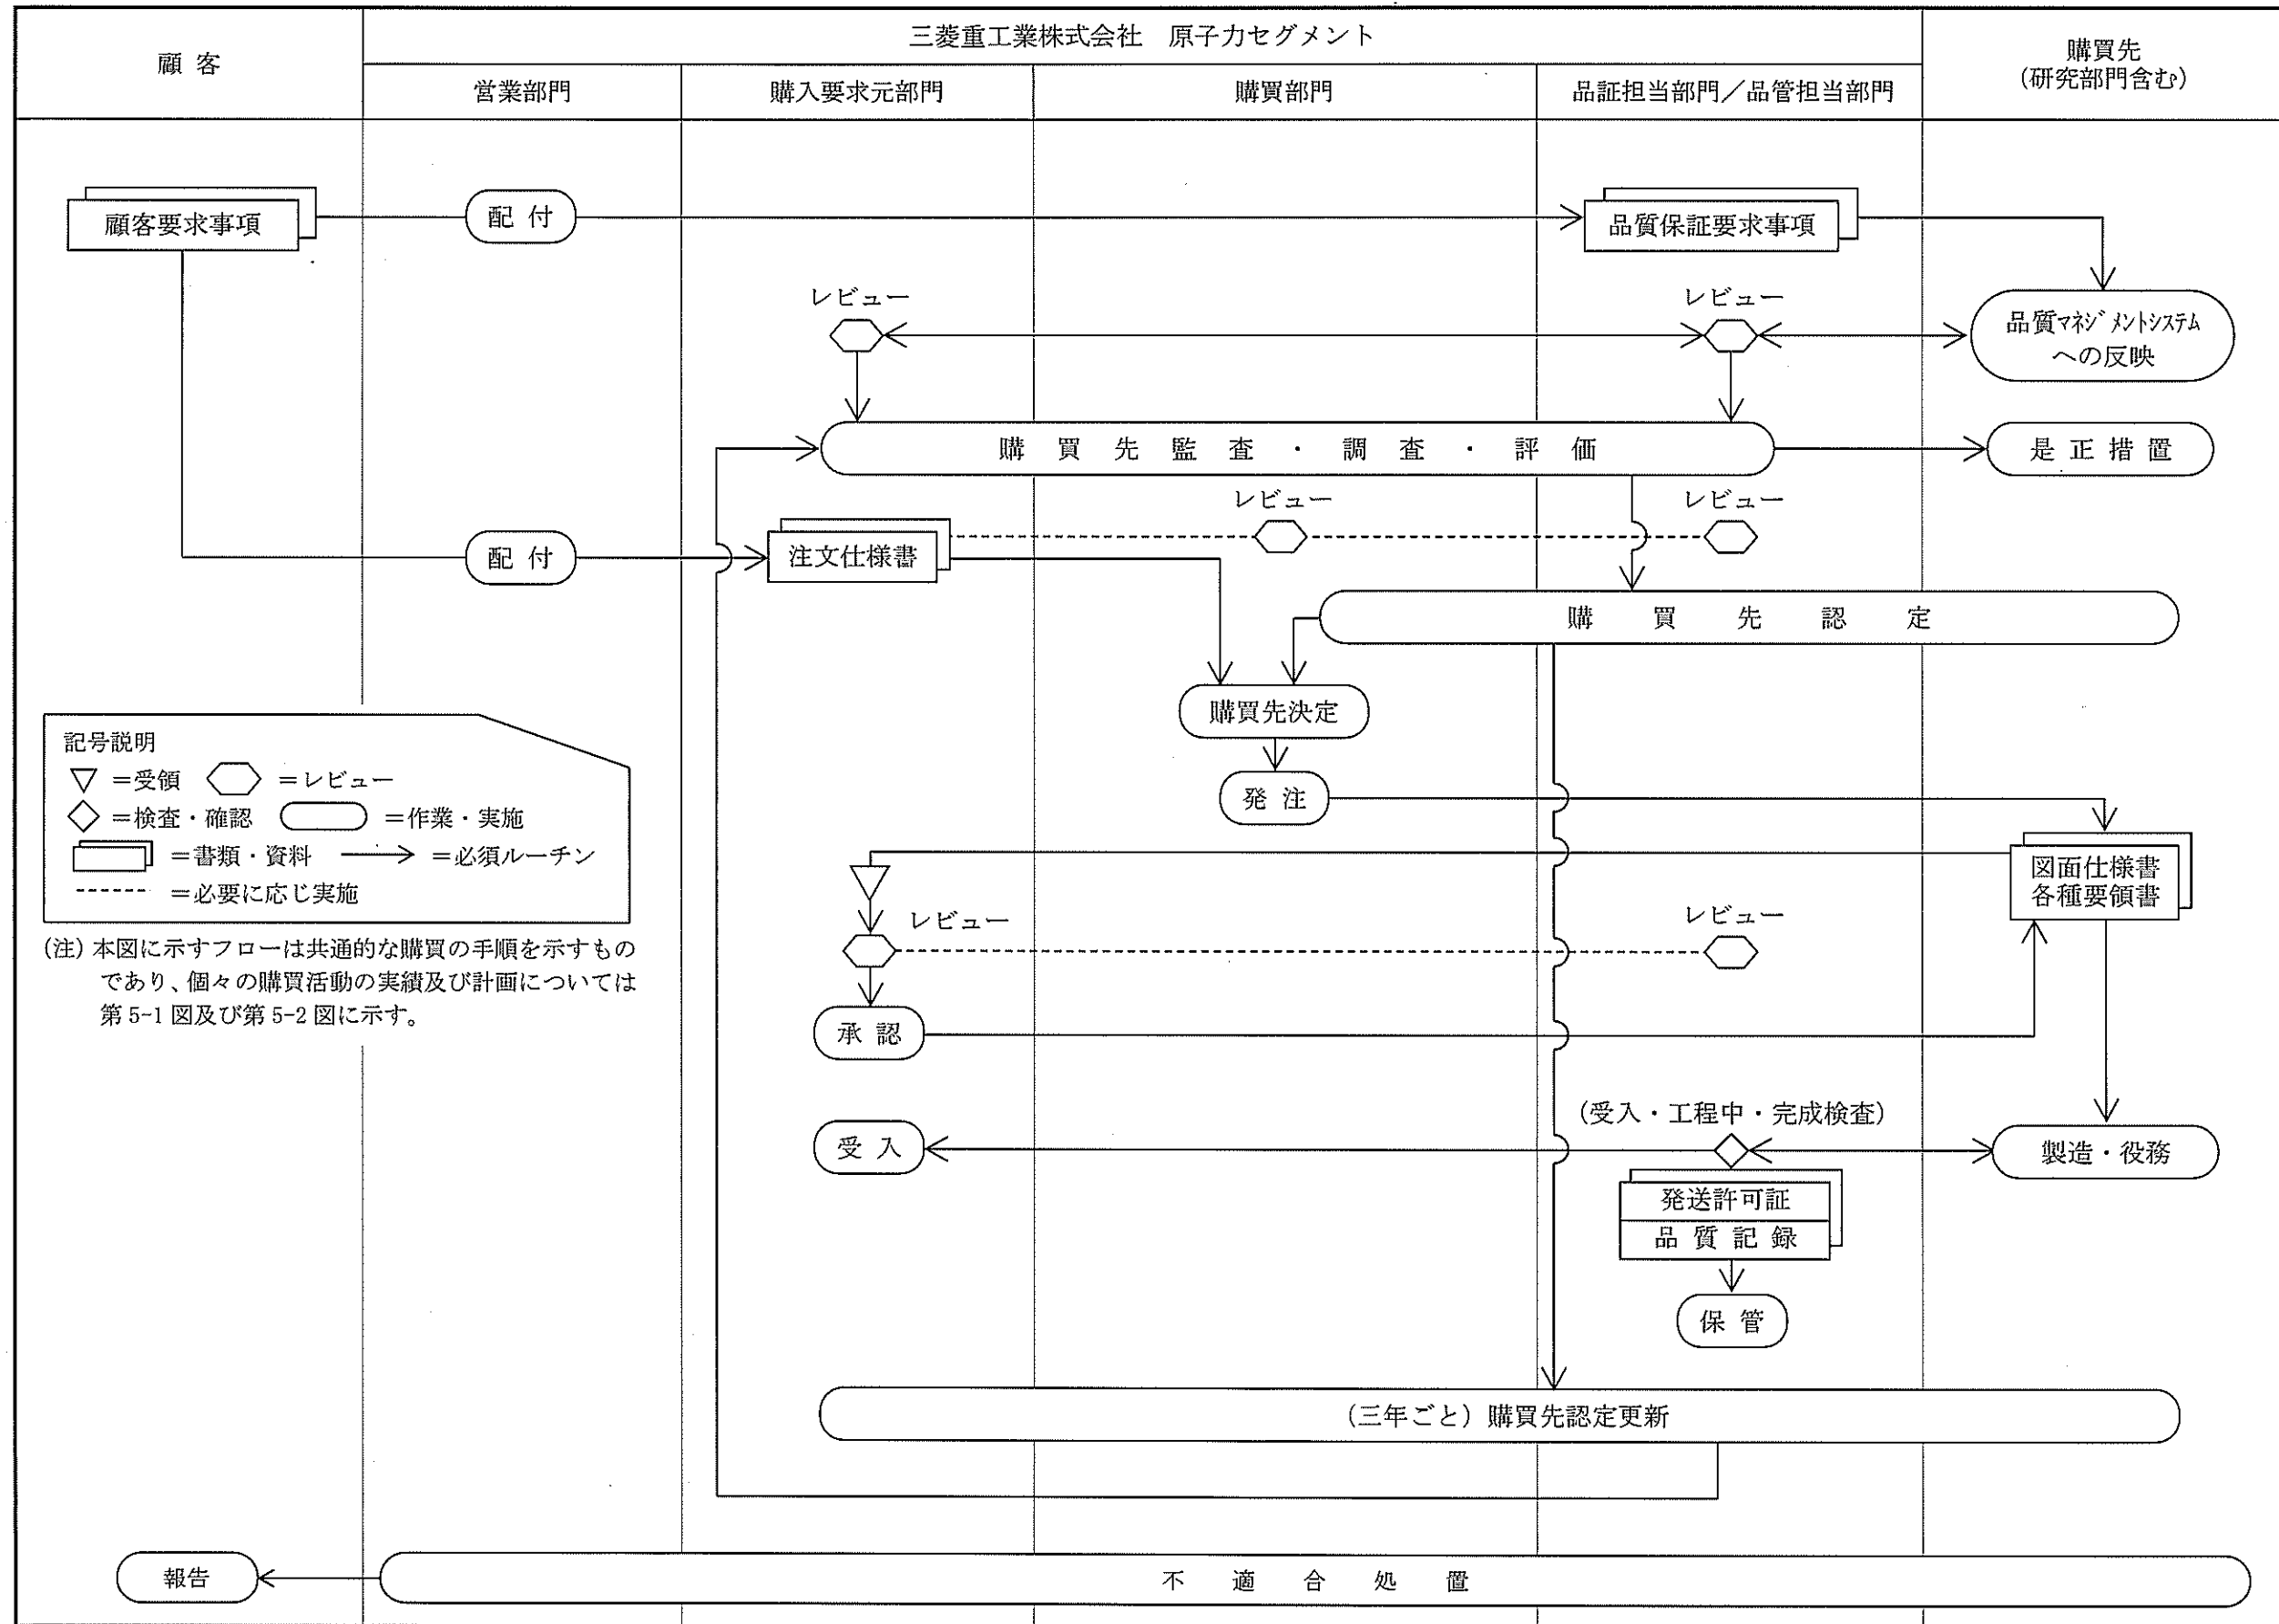 顧客
三菱重工業株式会社 原子力セグメント
購買先
(研究部門含む)
営業部門
購入要求元部門
購買部門
品証担当部門/品管担当部門
顧客要求事項
配付
品質保証要求事項
レビュー
レビュー
品質マネジメントシステム
への反映
購買先監査・調査・評価
是正措置
レビュー
レビュー
配付
注文仕様書
購買先認定
購買先決定
発注
記号説明
=受領 =レビュー
=検査・確認 =作業・実施
=書類・資料 =必須ルーチン
=必要に応じ実施
図面仕様書
各種要領書
レビュー
レビュー
(注) 本図に示すフローは共通的な購買の手順を示すもの
であり、個々の購買活動の実績及び計画については
第5-1図及び第5-2図に示す。
承認
(受入・工程中・完成検査)
受入
製造・役務
発送許可証
品質記録
保管
(三年ごと) 購買先認定更新
報告
不適合処置